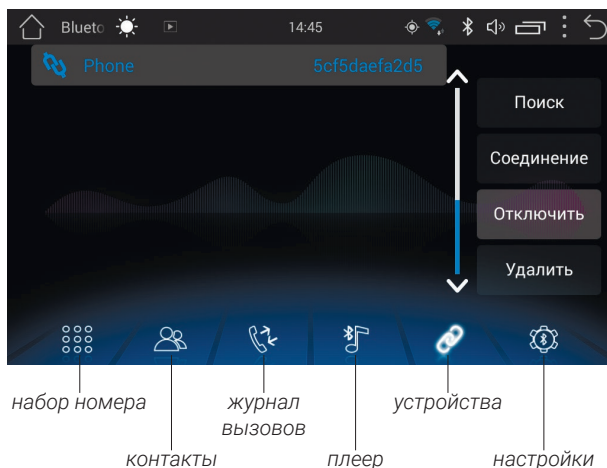 Blueto 14:45
Phone 5cf5daefa2d5
Поиск
Соединение
Отключить
Удалить
набор номера
журнал
вызовов
устройства
контакты
плеер
настройки